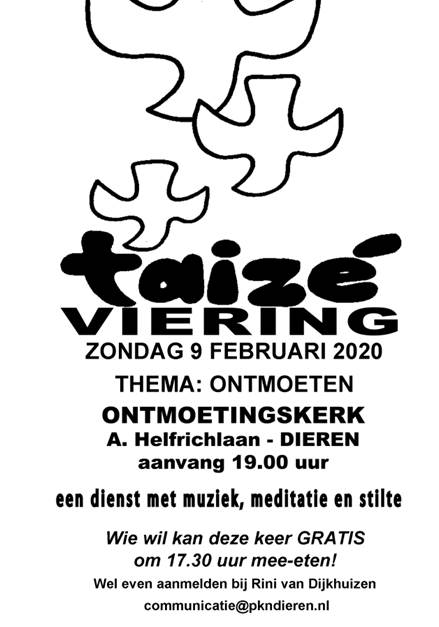 taizé
VIERING
ZONDAG 9 FEBRUARI 2020
THEMA: ONTMOETEN
ONTMOETINGSKERK
A. Helfrichlaan - DIEREN
aanvang 19.00 uur
een dienst met muziek, meditatie en stilte
Wie wil kan deze keer GRATIS
om 17.30 uur mee-eten!
Wel even aanmelden bij Rini van Dijkhuizen
communicatie@pkndieren.nl